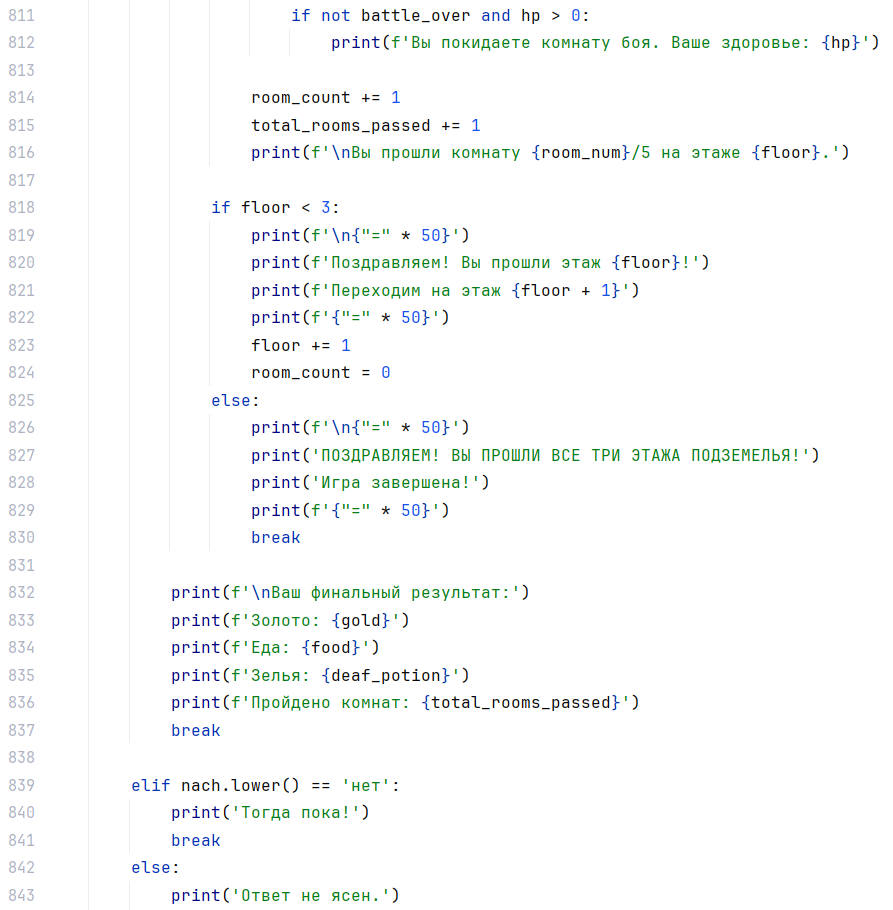 811 if not battle_over and hp > 0:
812 print(f'Вы покидаете комнату боя. Ваше здоровье: {hp}')
813
814 room_count += 1
815 total_rooms_passed += 1
816 print(f'\nВы прошли комнату {room_num}/5 на этаже {floor}.')
817
818 if floor < 3:
819 print(f'\n{"=" * 50}')
820 print(f'Поздравляем! Вы прошли этаж {floor}!')
821 print(f'Переходим на этаж {floor + 1}')
822 print(f'{"=" * 50}')
823 floor += 1
824 room_count = 0
825 else:
826 print(f'\n{"=" * 50}')
827 print('ПОЗДРАВЛЯЕМ! ВЫ ПРОШЛИ ВСЕ ТРИ ЭТАЖА ПОДЗЕМЕЛЬЯ!')
828 print('Игра завершена!')
829 print(f'{"=" * 50}')
830 break
831
832 print(f'\nВаш финальный результат:')
833 print(f'Золото: {gold}')
834 print(f'Еда: {food}')
835 print(f'Зелья: {deaf_potion}')
836 print(f'Пройдено комнат: {total_rooms_passed}')
837 break
838
839 elif nach.lower() == 'нет':
840 print('Тогда пока!')
841 break
842 else:
843 print('Ответ не ясен.')